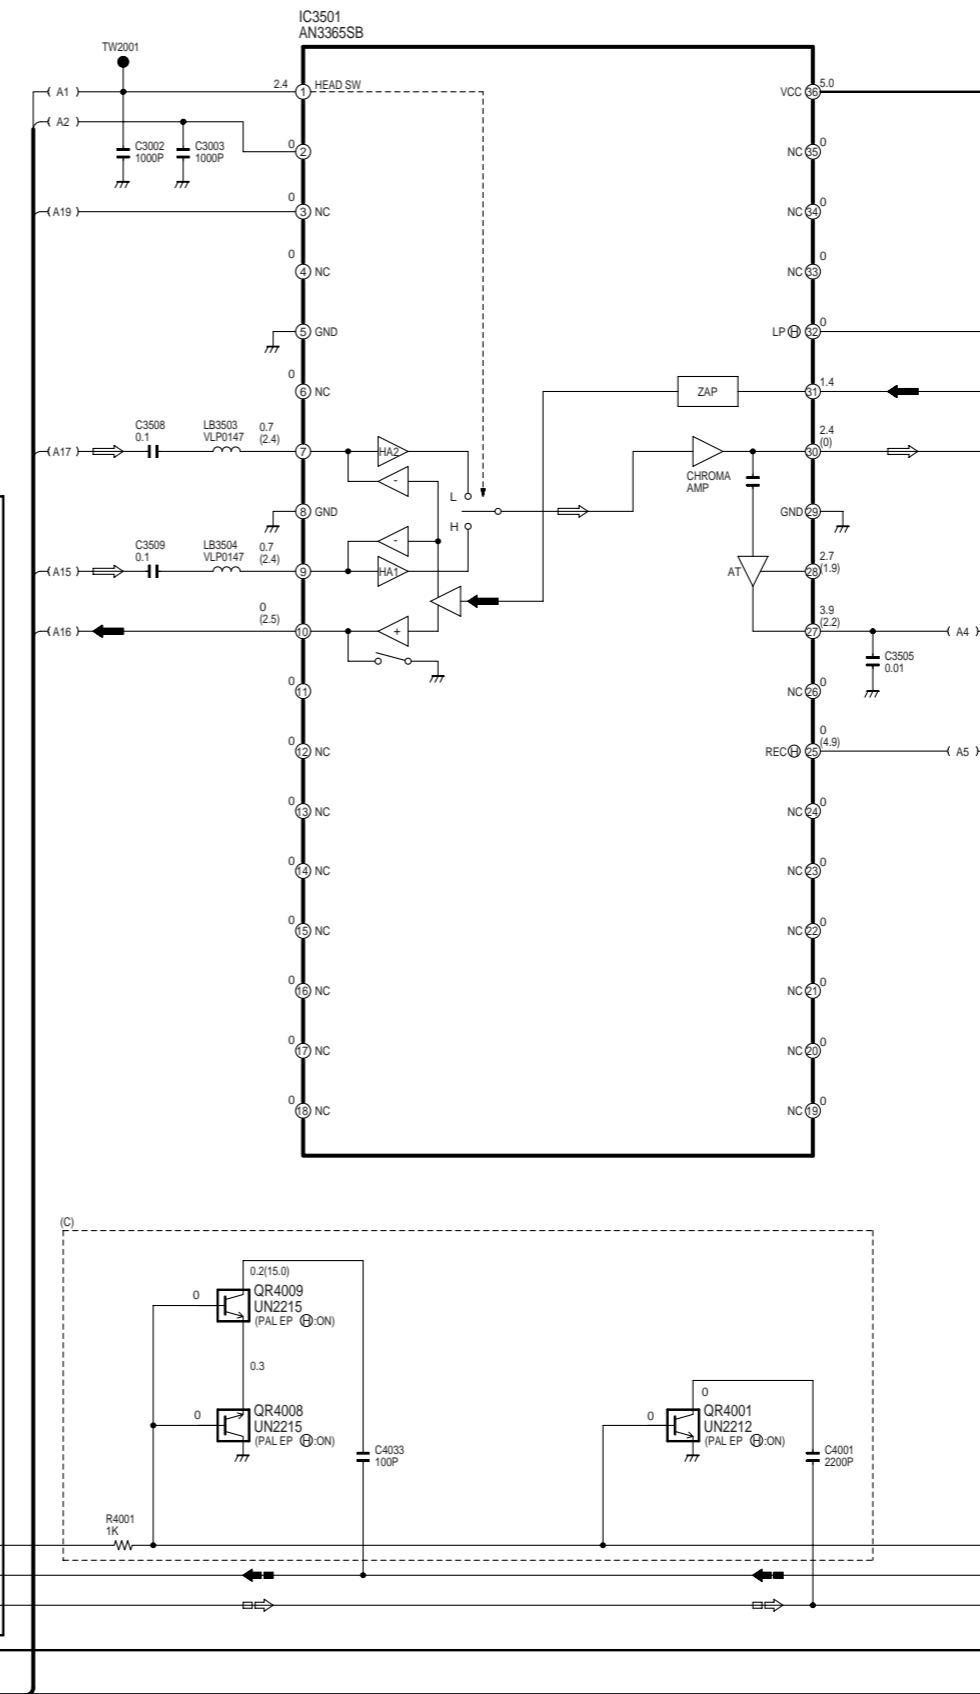 IC3501
AN3365SB
TW2001
A1
2.4
1
HEAD SW
VCC
36
5.0
A2
C3002
1000P
C3003
1000P
0
2
NC
35
0
A19
0
3
NC
NC
34
0
0
4
NC
NC
33
0
5
GND
LP
H
32
0
0
6
NC
ZAP
31
1.4
A17
C3508
0.1
LB3503
VLP0147
0.7
(2.4)
7
HA2
-
CHROMA
AMP
30
2.4
(0)
L
8
GND
GND
29
H
-
A15
C3509
0.1
LB3504
VLP0147
0.7
(2.4)
9
HA1
AT
28
2.7
(1.9)
A16
0
(2.5)
10
+
27
3.9
(2.2)
A4
C3505
0.01
0
11
NC
26
0
0
12
NC
REC
H
25
0
(4.9)
A5
0
13
NC
NC
24
0
0
14
NC
NC
23
0
0
15
NC
NC
22
0
0
16
NC
NC
21
0
0
17
NC
NC
20
0
0
18
NC
NC
19
0
(C)
0.2(15.0)
0
QR4009
UN2215
(PAL EP H:ON)
0.3
0
QR4008
UN2215
(PAL EP H:ON)
C4033
100P
0
0
QR4001
UN2212
(PAL EP H:ON)
C4001
2200P
R4001
1K